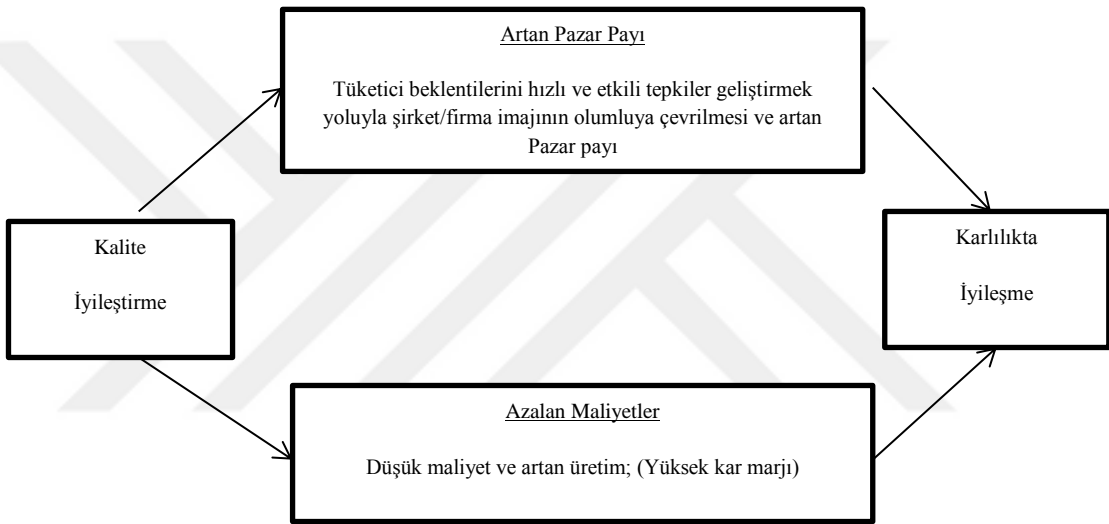 Artan Pazar Payı
Tüketici beklentilerini hızlı ve etkili tepkiler geliştirmek
yoluyla şirket/firma imajının olumluya çevrilmesi ve artan
Pazar payı
Kalite
İyileştirme
Karlılıkta
İyileşme
Azalan Maliyetler
Düşük maliyet ve artan üretim; (Yüksek kar marjı)